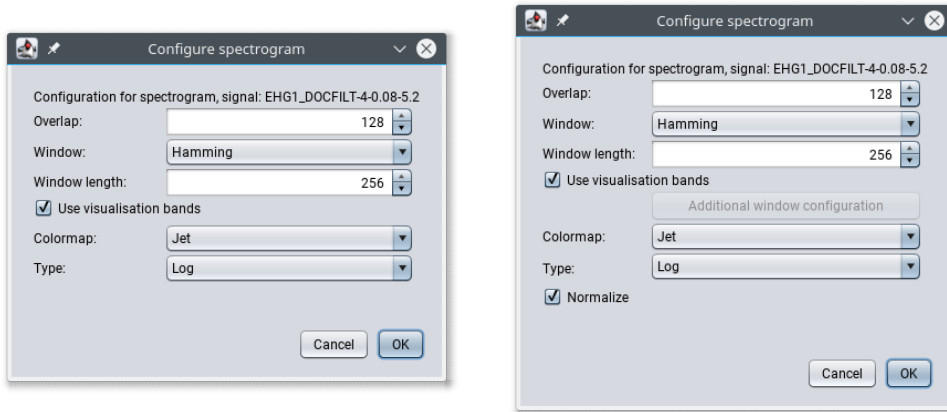 Configure spectrogram
Configuration for spectrogram, signal: EHG1_DOCFILT-4-0.08-5.2
Overlap: 128
Window: Hamming
Window length: 256
Use visualisation bands
Colormap: Jet
Type: Log
Cancel OK
Configure spectrogram
Configuration for spectrogram, signal: EHG1_DOCFILT-4-0.08-5.2
Overlap: 128
Window: Hamming
Window length: 256
Use visualisation bands
Additional window configuration
Colormap: Jet
Type: Log
Normalize
Cancel OK